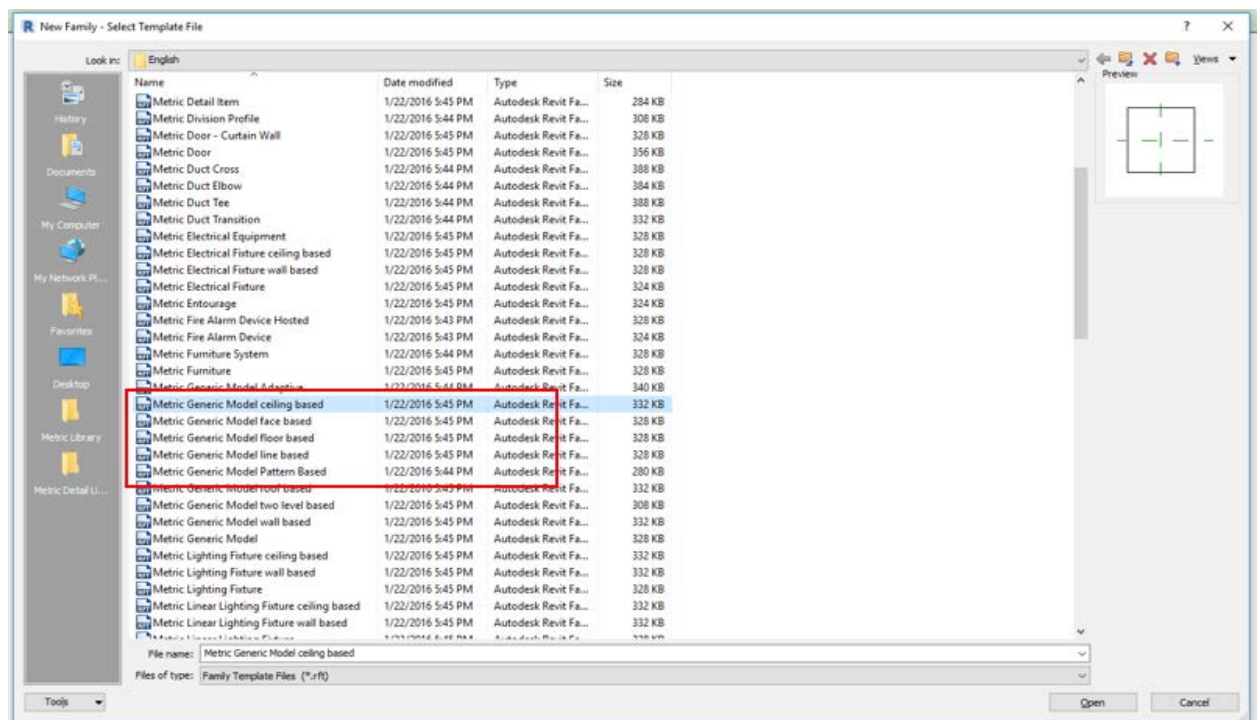 R New Family - Select Template File ? ×
Look in: English Views
Name Date modified Type Size Preview
Metric Detail Item 1/22/2016 5:45 PM Autodesk Revit Fa... 284 KB
Metric Division Profile 1/22/2016 5:44 PM Autodesk Revit Fa... 308 KB
Metric Door - Curtain Wall 1/22/2016 5:45 PM Autodesk Revit Fa... 328 KB
Metric Door 1/22/2016 5:45 PM Autodesk Revit Fa... 356 KB
Metric Duct Cross 1/22/2016 5:44 PM Autodesk Revit Fa... 388 KB
Metric Duct Elbow 1/22/2016 5:44 PM Autodesk Revit Fa... 384 KB
Metric Duct Tee 1/22/2016 5:44 PM Autodesk Revit Fa... 388 KB
Metric Duct Transition 1/22/2016 5:44 PM Autodesk Revit Fa... 332 KB
Metric Electrical Equipment 1/22/2016 5:45 PM Autodesk Revit Fa... 328 KB
Metric Electrical Fixture ceiling based 1/22/2016 5:45 PM Autodesk Revit Fa... 328 KB
Metric Electrical Fixture wall based 1/22/2016 5:45 PM Autodesk Revit Fa... 328 KB
Metric Electrical Fixture 1/22/2016 5:45 PM Autodesk Revit Fa... 324 KB
Metric Entourage 1/22/2016 5:45 PM Autodesk Revit Fa... 324 KB
Metric Fire Alarm Device Hosted 1/22/2016 5:43 PM Autodesk Revit Fa... 328 KB
Metric Fire Alarm Device 1/22/2016 5:43 PM Autodesk Revit Fa... 324 KB
Metric Furniture System 1/22/2016 5:44 PM Autodesk Revit Fa... 328 KB
Metric Furniture 1/22/2016 5:45 PM Autodesk Revit Fa... 328 KB
Metric Generic Model Adaptive 1/22/2016 5:44 PM Autodesk Revit Fa... 340 KB
Metric Generic Model ceiling based 1/22/2016 5:45 PM Autodesk Revit Fa... 332 KB
Metric Generic Model face based 1/22/2016 5:45 PM Autodesk Revit Fa... 328 KB
Metric Generic Model floor based 1/22/2016 5:45 PM Autodesk Revit Fa... 328 KB
Metric Generic Model line based 1/22/2016 5:45 PM Autodesk Revit Fa... 328 KB
Metric Generic Model Pattern Based 1/22/2016 5:44 PM Autodesk Revit Fa... 280 KB
Metric Generic Model roof based 1/22/2016 5:45 PM Autodesk Revit Fa... 332 KB
Metric Generic Model two level based 1/22/2016 5:45 PM Autodesk Revit Fa... 308 KB
Metric Generic Model wall based 1/22/2016 5:45 PM Autodesk Revit Fa... 332 KB
Metric Generic Model 1/22/2016 5:45 PM Autodesk Revit Fa... 328 KB
Metric Lighting Fixture ceiling based 1/22/2016 5:45 PM Autodesk Revit Fa... 332 KB
Metric Lighting Fixture wall based 1/22/2016 5:45 PM Autodesk Revit Fa... 332 KB
Metric Lighting Fixture 1/22/2016 5:45 PM Autodesk Revit Fa... 328 KB
Metric Linear Lighting Fixture ceiling based 1/22/2016 5:45 PM Autodesk Revit Fa... 332 KB
Metric Linear Lighting Fixture wall based 1/22/2016 5:45 PM Autodesk Revit Fa... 332 KB
History
Documents
My Computer
My Network Pl...
Favorites
Desktop
Metric Library
Metric Detail Li...
File name: Metric Generic Model ceiling based
Files of type: Family Template Files (*.rft)
Tools Open Cancel